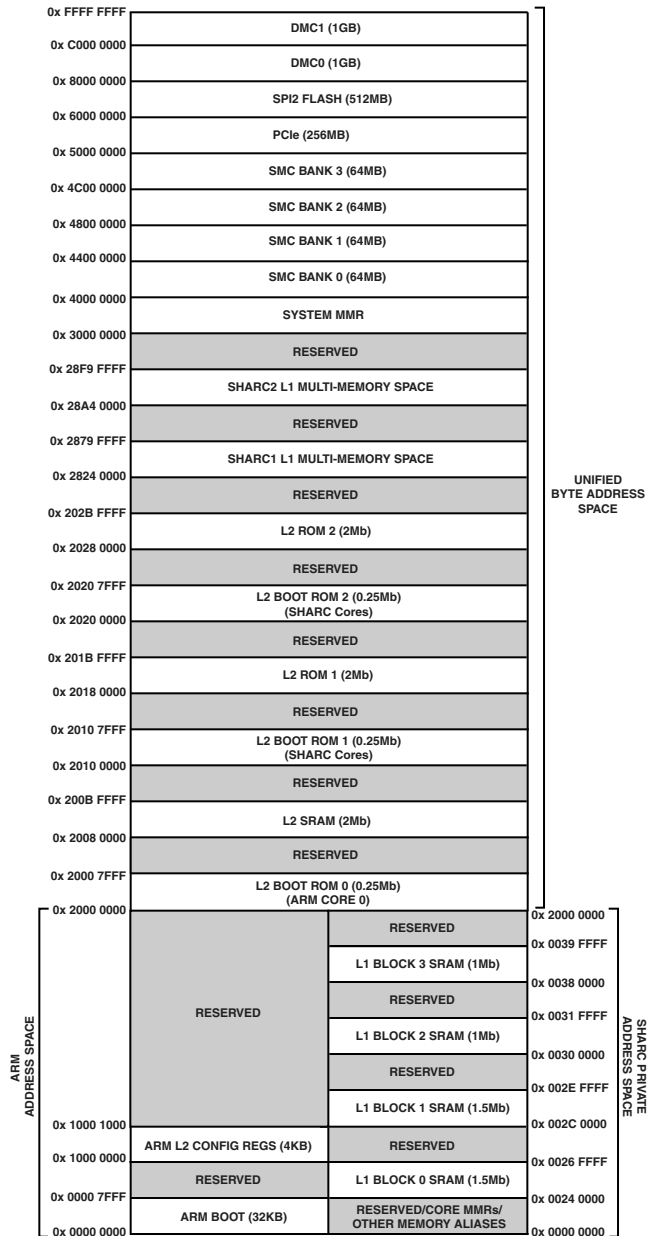 0x FFFF FFFF
DMC1 (1GB)
0x C000 0000
DMC0 (1GB)
0x 8000 0000
SPI2 FLASH (512MB)
0x 6000 0000
PCIe (256MB)
0x 5000 0000
SMC BANK 3 (64MB)
0x 4C00 0000
SMC BANK 2 (64MB)
0x 4800 0000
SMC BANK 1 (64MB)
0x 4400 0000
SMC BANK 0 (64MB)
0x 4000 0000
SYSTEM MMR
0x 3000 0000
RESERVED
0x 28F9 FFFF
SHARC2 L1 MULTI-MEMORY SPACE
0x 28A4 0000
RESERVED
0x 2879 FFFF
SHARC1 L1 MULTI-MEMORY SPACE
0x 2824 0000
RESERVED
0x 202B FFFF
L2 ROM 2 (2Mb)
0x 2028 0000
RESERVED
0x 2020 7FFF
L2 BOOT ROM 2 (0.25Mb)
(SHARC Cores)
0x 2020 0000
RESERVED
0x 201B FFFF
L2 ROM 1 (2Mb)
0x 2018 0000
RESERVED
0x 2010 7FFF
L2 BOOT ROM 1 (0.25Mb)
(SHARC Cores)
0x 2010 0000
RESERVED
0x 200B FFFF
L2 SRAM (2Mb)
0x 2008 0000
RESERVED
0x 2000 7FFF
L2 BOOT ROM 0 (0.25Mb)
(ARM CORE 0)
0x 2000 0000
UNIFIED
BYTE ADDRESS
SPACE
ARM
ADDRESS SPACE
RESERVED
0x 1000 1000
ARM L2 CONFIG REGS (4KB)
0x 1000 0000
RESERVED
0x 0000 7FFF
ARM BOOT (32KB)
0x 0000 0000
0x 2000 0000
RESERVED
0x 0039 FFFF
L1 BLOCK 3 SRAM (1Mb)
0x 0038 0000
RESERVED
0x 0031 FFFF
L1 BLOCK 2 SRAM (1Mb)
0x 0030 0000
RESERVED
0x 002E FFFF
L1 BLOCK 1 SRAM (1.5Mb)
0x 002C 0000
RESERVED
0x 0026 FFFF
L1 BLOCK 0 SRAM (1.5Mb)
0x 0024 0000
RESERVED/CORE MMRs/
OTHER MEMORY ALIASES
0x 0000 0000
SHARC PRIVATE
ADDRESS SPACE